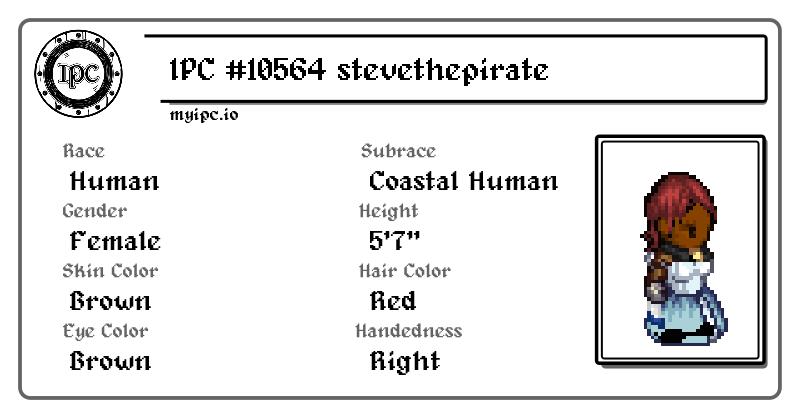 IPC
IPC #10564 stevethepirate
myipc.io
Race
Human
Subrace
Coastal Human
Gender
Female
Height
5'7"
Skin Color
Brown
Hair Color
Red
Eye Color
Brown
Handedness
Right